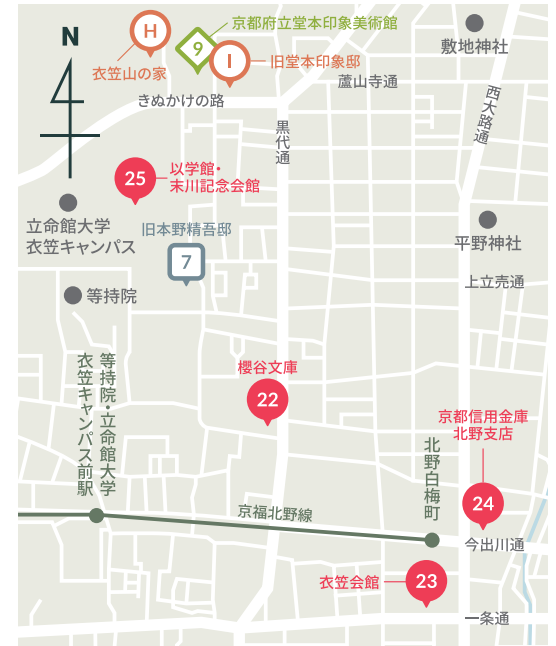 N
H
衣笠山の家
9
京都府立堂本印象美術館
I
旧堂本印象邸
敷地神社
きぬかけの路
蘆山寺通
西大路通
黒代通
25
以学館・
末川記念会館
立命館大学
衣笠キャンパス
旧本野精吾邸
7
平野神社
上立売通
等持院
等持院・立命館大学
衣笠キャンパス前駅
櫻谷文庫
22
京都信用金庫
北野支店
24
北野白梅町
京福北野線
今出川通
衣笠会館
23
一条通